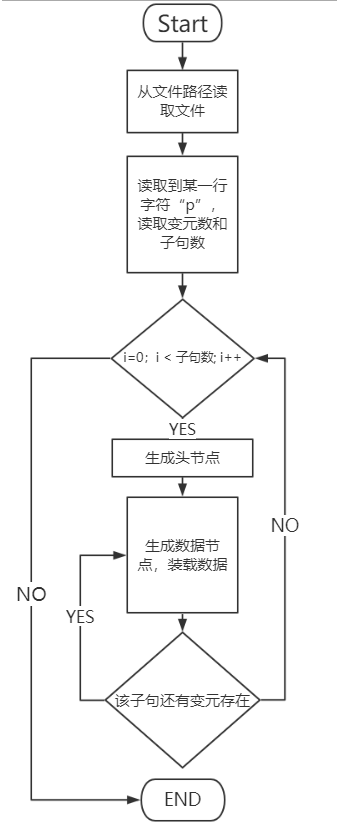 Start
从文件路径读
取文件
读取到某一行
字符“p”，
读取变元数和
子句数
i=0；i < 子句数; i++
YES
生成头节点
生成数据节
点，装载数据
NO
NO
YES
该子句还有变元存在
END